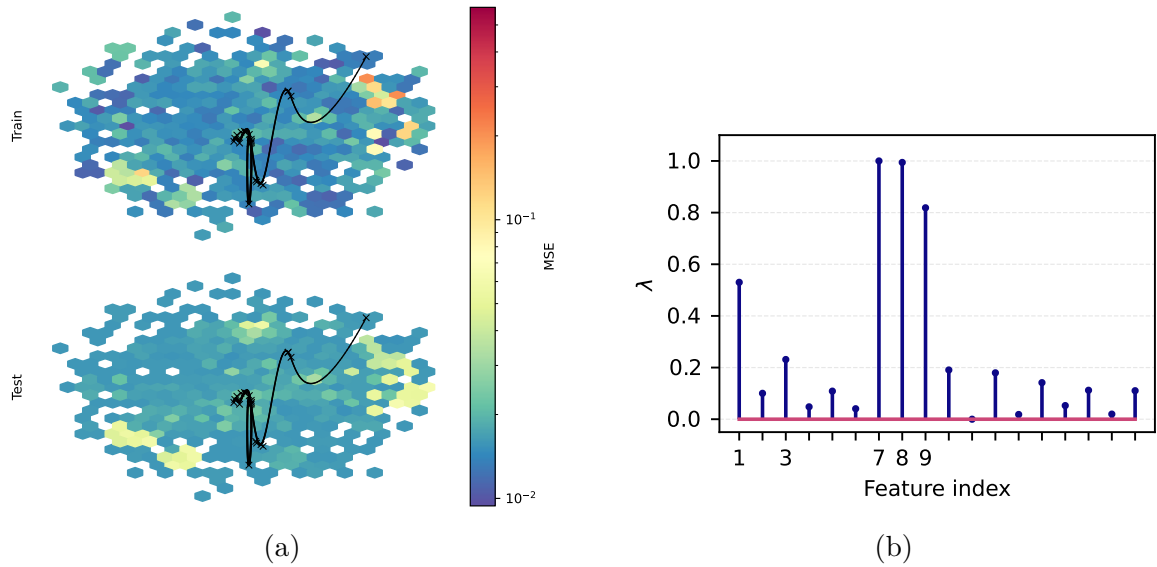 Train
Test
10⁻¹
10⁻²
MSE
(a)
λ
1.0
0.8
0.6
0.4
0.2
0.0
1 3 7 8 9
Feature index
(b)